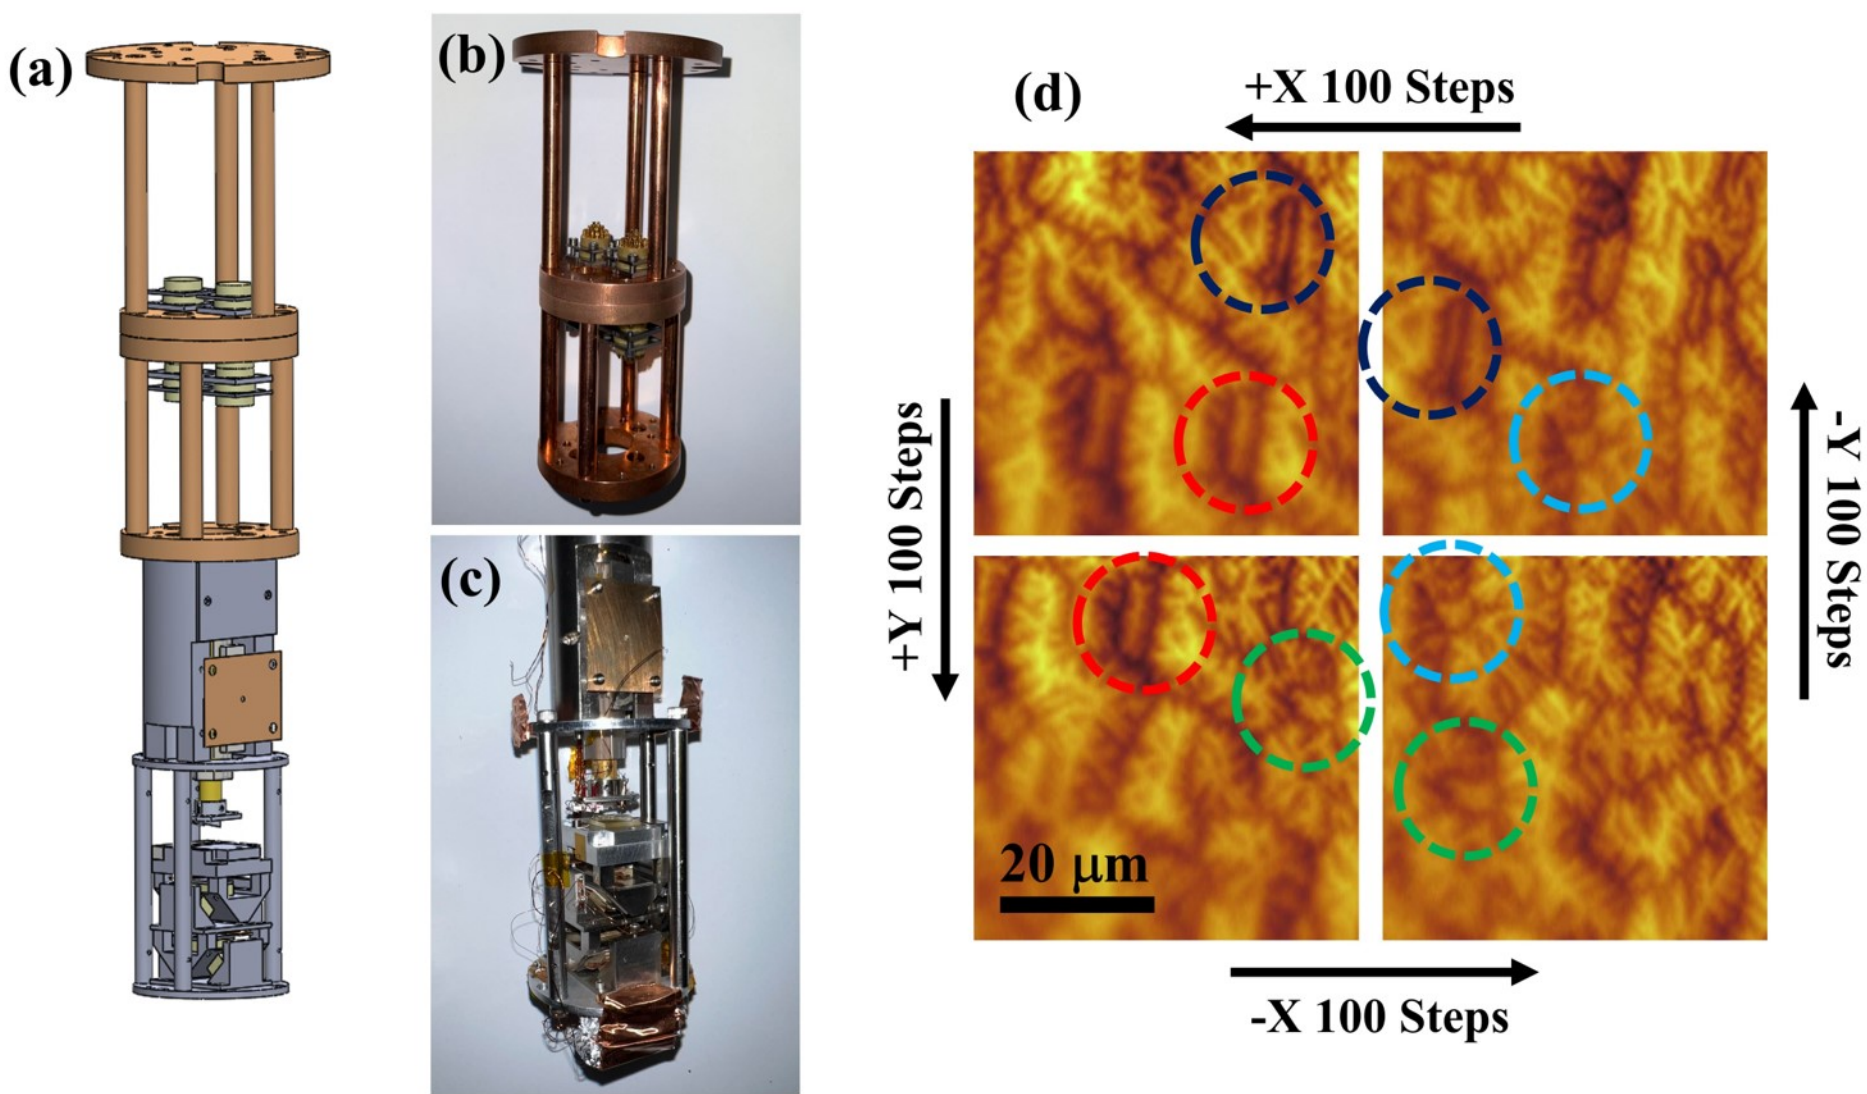 (a)
(b)
(c)
(d)
+X 100 Steps
+Y 100 Steps
-Y 100 Steps
20 μm
-X 100 Steps